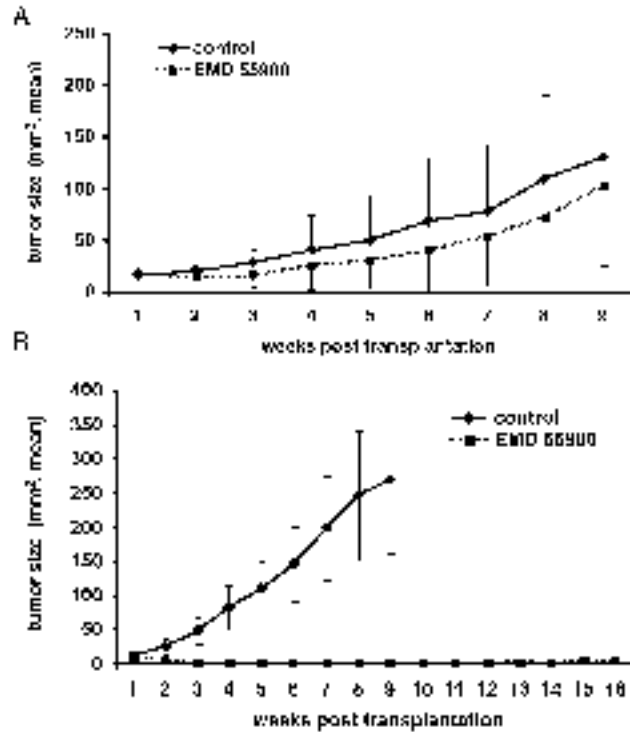 A
250
200
150
100
50
0
control
EMD 55900
tumor size (mm², mean)
1 2 3 4 5 6 7 8 9
weeks post transplantation
B
400
350
300
250
200
150
100
50
0
control
EMD 55900
tumor size (mm², mean)
1 2 3 4 5 6 7 8 9 10 11 12 13 14 15 16
weeks post transplantation